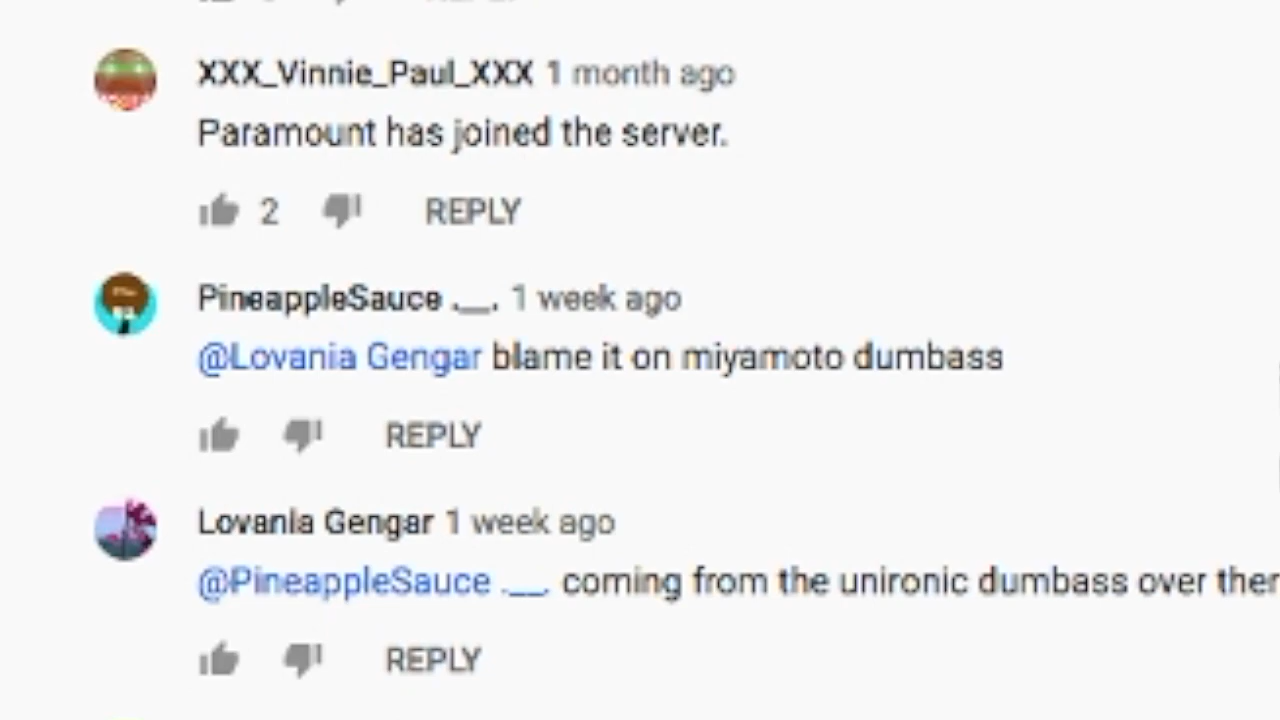 XXX_Vinnie_Paul_XXX 1 month ago
Paramount has joined the server.
2 REPLY
PineappleSauce .__. 1 week ago
@Lovania Gengar blame it on miyamoto dumbass
REPLY
Lovania Gengar 1 week ago
@PineappleSauce .__. coming from the unironic dumbass over ther
REPLY